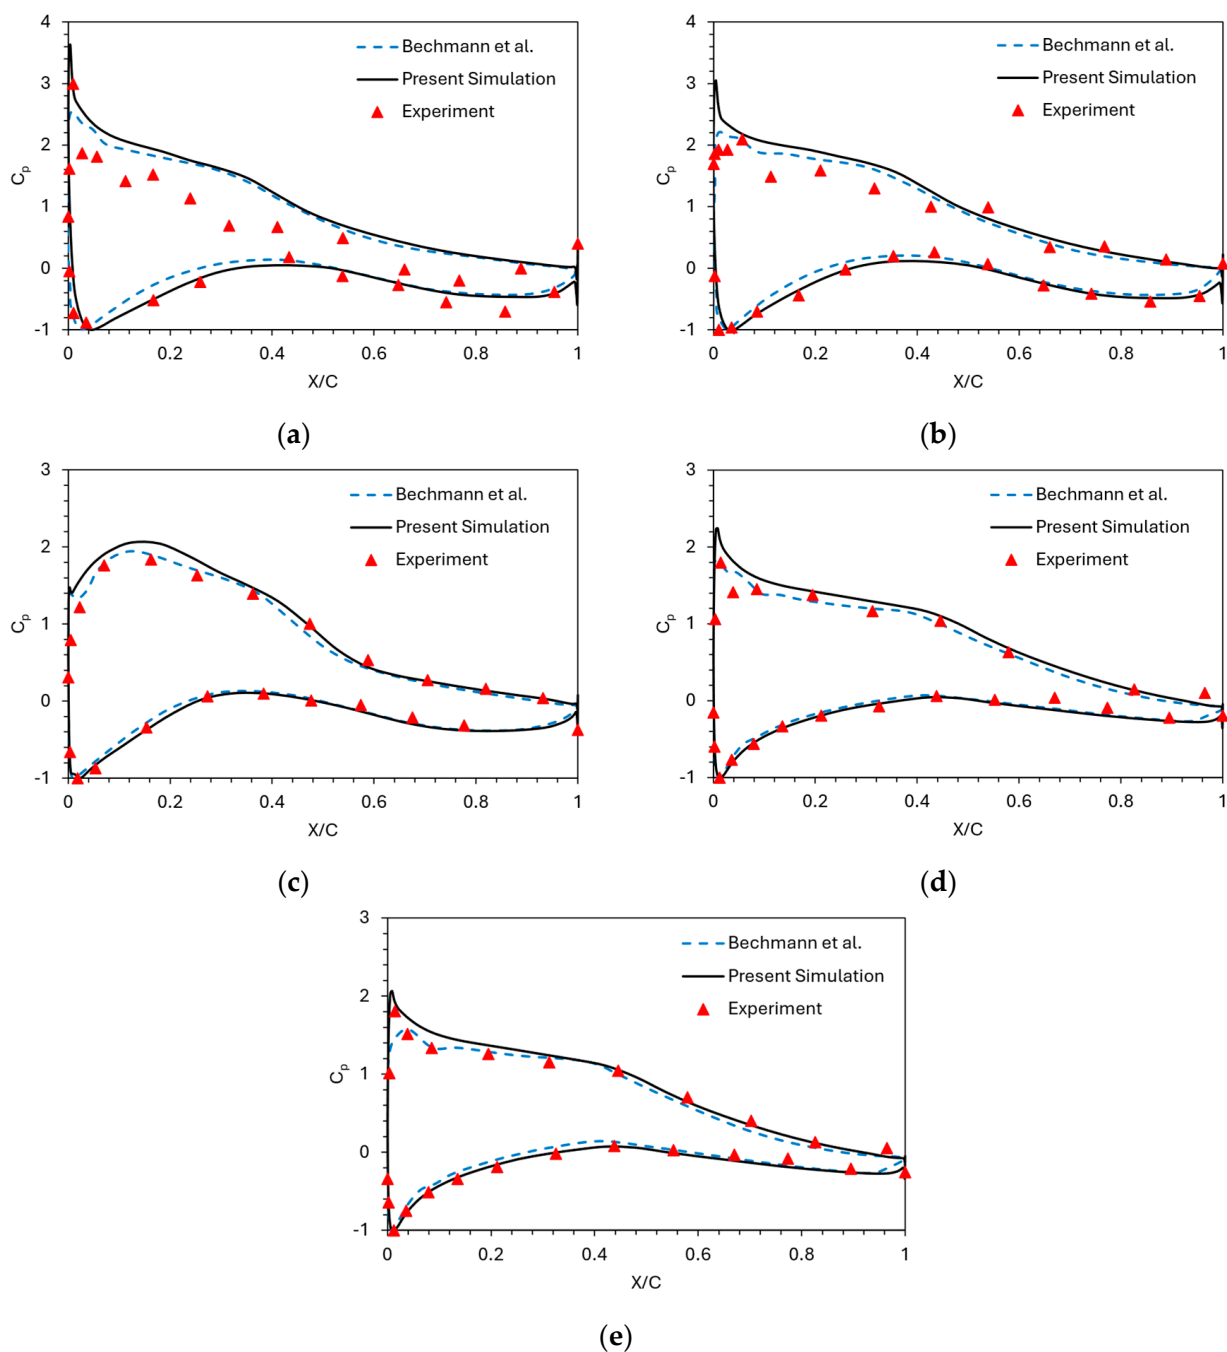 4
3
2
1
0
-1
Cp
0 0.2 0.4 0.6 0.8 1
X/C
Bechmann et al.
Present Simulation
Experiment
(a)
4
3
2
1
0
-1
Cp
0 0.2 0.4 0.6 0.8 1
X/C
Bechmann et al.
Present Simulation
Experiment
(b)
3
2
1
0
-1
Cp
0 0.2 0.4 0.6 0.8 1
X/C
Bechmann et al.
Present Simulation
Experiment
(c)
3
2
1
0
-1
Cp
0 0.2 0.4 0.6 0.8 1
X/C
Bechmann et al.
Present Simulation
Experiment
(d)
3
2
1
0
-1
Cp
0 0.2 0.4 0.6 0.8 1
X/C
Bechmann et al.
Present Simulation
Experiment
(e)